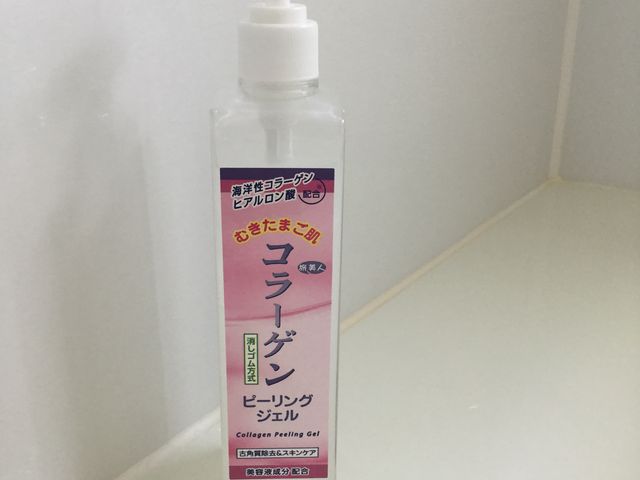 海洋性コラーゲン
ヒアルロン酸
配合
むきたまご肌
コラーゲン
旅美人
消しゴム方式
ピーリング
ジェル
Collagen Peeling Gel
古角質除去&スキンケア
美容液成分配合